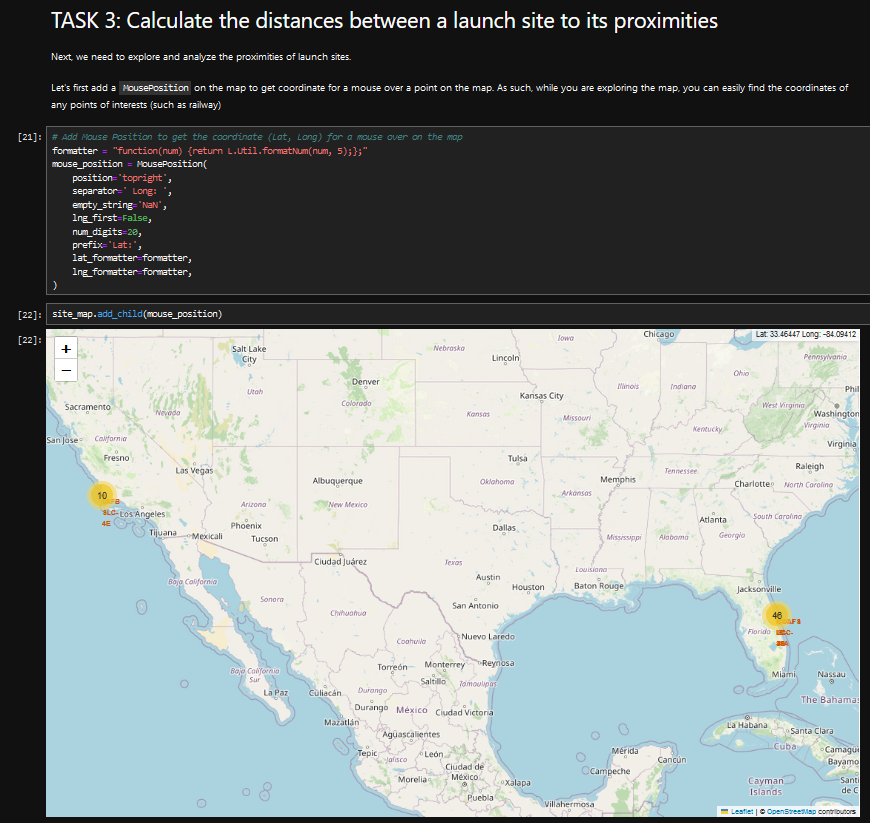 TASK 3: Calculate the distances between a launch site to its proximities
Next, we need to explore and analyze the proximities of launch sites.
Let's first add a MousePosition on the map to get coordinate for a mouse over a point on the map. As such, while you are exploring the map, you can easily find the coordinates of
any points of interests (such as railway)
[21]:
# Add Mouse Position to get the coordinate (Lat, Long) for a mouse over on the map
formatter = "function(num) {return L.Util.formatNum(num, 5);};"
mouse_position = MousePosition(
position='topright',
separator=' Long: ',
empty_string='NaN',
lng_first=False,
num_digits=20,
prefix='Lat:',
lat_formatter=formatter,
lng_formatter=formatter,
)
[22]:
site_map.add_child(mouse_position)
[22]:
Lat: 33.46447 Long: -84.09412
+
−
Chicago
Iowa
Salt Lake
City
Nebraska
Lincoln
Pennsylvania
Ohio
Denver
Utah
Colorado
Illinois
Indiana
Kansas City
Phil
Sacramento
Nevada
Kansas
Missouri
West Virginia
Washington
Kentucky
Virginia
San Jose
California
Virginia
Fresno
Las Vegas
Tulsa
Raleigh
Albuquerque
Oklahoma
Memphis
Tennessee
Charlotte
North Carolina
10
Arizona
New Mexico
Arkansas
FB
SLC-
Los Angeles
4E
Phoenix
Atlanta
South Carolina
Tijuana
Mexicali
Tucson
Dallas
Mississippi
Alabama
Georgia
Ciudad Juárez
Texas
Louisiana
Baja California
Austin
Houston
Baton Rouge
Jacksonville
Sonora
San Antonio
Chihuahua
46
AFS
Florida
Coahuila
Nuevo Laredo
Baja California
Sur
Torreón
Monterrey
Reynosa
Saltillo
Miami
Nassau
La Paz
Culiacán
Durango
Tamaulipas
The Bahamas
Durango
México
Ciudad Victoria
Mazatlán
La Habana
Santa Clara
Aguascalientes
Cuba
Camagu
Tepic
León
Mérida
Cancún
Bayamo
Jalisco
Ciudad de
México
Campeche
Morelia
Xalapa
Cayman
Islands
Santi
de C
Puebla
Villahermosa
Leaflet | © OpenStreetMap contributors